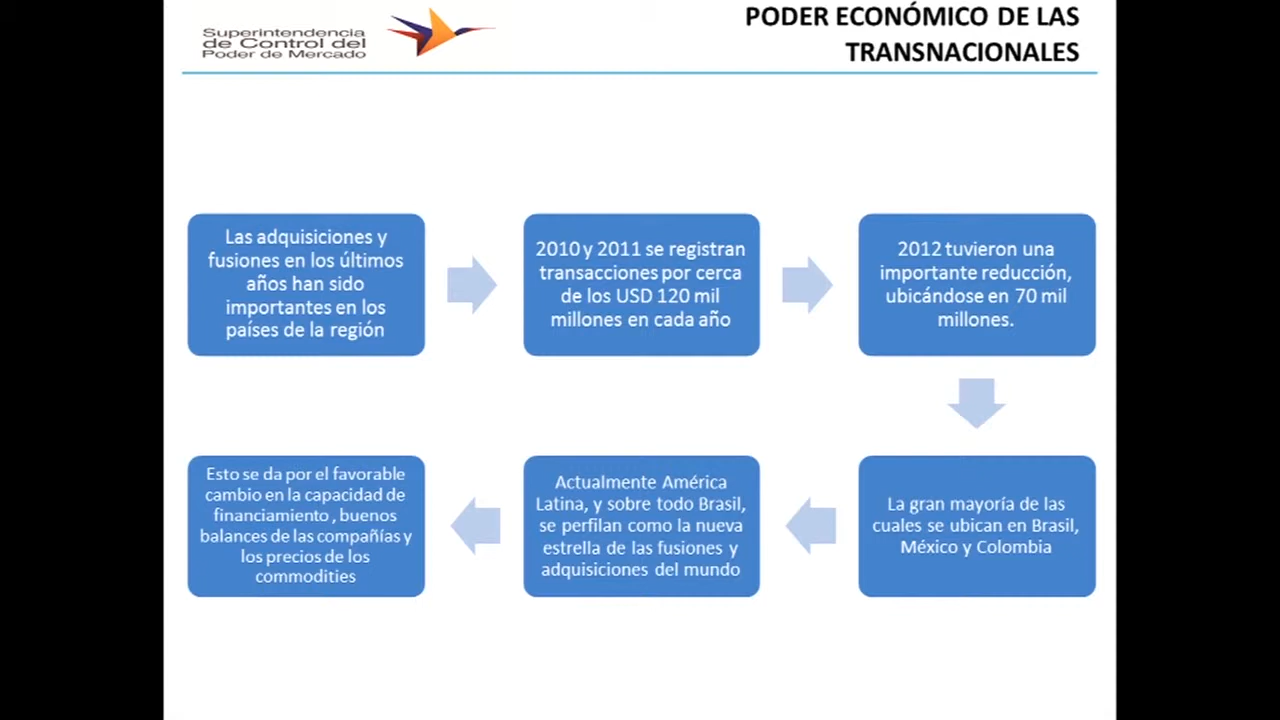 Superintendencia
de Control del
Poder de Mercado
PODER ECONÓMICO DE LAS
TRANSNACIONALES
Las adquisiciones y
fusiones en los últimos
años han sido
importantes en los
países de la región
2010 y 2011 se registran
transacciones por cerca
de los USD 120 mil
millones en cada año
2012 tuvieron una
importante reducción,
ubicándose en 70 mil
millones.
La gran mayoría de las
cuales se ubican en Brasil,
México y Colombia
Actualmente América
Latina, y sobre todo Brasil,
se perfilan como la nueva
estrella de las fusiones y
adquisiciones del mundo
Esto se da por el favorable
cambio en la capacidad de
financiamiento , buenos
balances de las compañías y
los precios de los
commodities